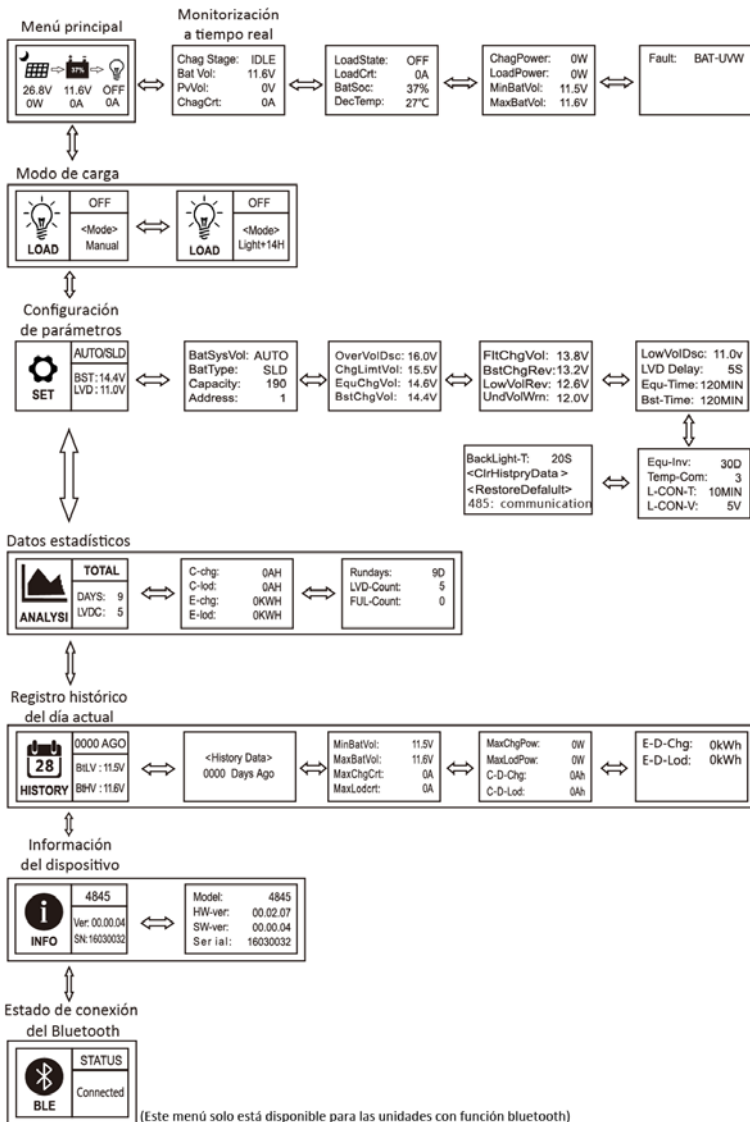 Menú principal
Monitorización
a tiempo real
37%
26.8V 11.6V OFF
0W 0A 0A
Chag Stage: IDLE
Bat Vol: 11.6V
PvVol: 0V
ChagCrt: 0A
LoadState: OFF
LoadCrt: 0A
BatSoc: 37%
DecTemp: 27℃
ChagPower: 0W
LoadPower: 0W
MinBatVol: 11.5V
MaxBatVol: 11.6V
Fault: BAT-UVW
Modo de carga
LOAD
OFF
<Mode>
Manual
LOAD
OFF
<Mode>
Light+14H
Configuración
de parámetros
SET
AUTO/SLD
BST:14.4V
LVD:11.0V
BatSysVol: AUTO
BatType: SLD
Capacity: 190
Address: 1
OverVolDsc: 16.0V
ChgLimtVol: 15.5V
EquChgVol: 14.6V
BstChgVol: 14.4V
FltChgVol: 13.8V
BstChgRev:13.2V
LowVolRev: 12.6V
UndVolWrn: 12.0V
LowVolDsc: 11.0v
LVD Delay: 5S
Equ-Time: 120MIN
Bst-Time: 120MIN
BackLight-T: 20S
<ClrHistpryData >
<RestoreDefalult>
485: communication
Equ-Inv: 30D
Temp-Com: 3
L-CON-T: 10MIN
L-CON-V: 5V
Datos estadísticos
ANALYSI
TOTAL
DAYS: 9
LVDC: 5
C-chg: 0AH
C-lod: 0AH
E-chg: 0KWH
E-lod: 0KWH
Rundays: 9D
LVD-Count: 5
FUL-Count: 0
Registro histórico
del día actual
28
HISTORY
0000 AGO
BtLV : 11.5V
BtHV : 11.6V
<History Data>
0000 Days Ago
MinBatVol: 11.5V
MaxBatVol: 11.6V
MaxChgCrt: 0A
MaxLodcrt: 0A
MaxChgPow: 0W
MaxLodPow: 0W
C-D-Chg: 0Ah
C-D-Lod: 0Ah
E-D-Chg: 0kWh
E-D-Lod: 0kWh
Información
del dispositivo
INFO
4845
Ver: 00.00.04
SN:16030032
Model: 4845
HW-ver: 00.02.07
SW-ver: 00.00.04
Serial: 16030032
Estado de conexión
del Bluetooth
BLE
STATUS
Connected
(Este menú solo está disponible para las unidades con función bluetooth)